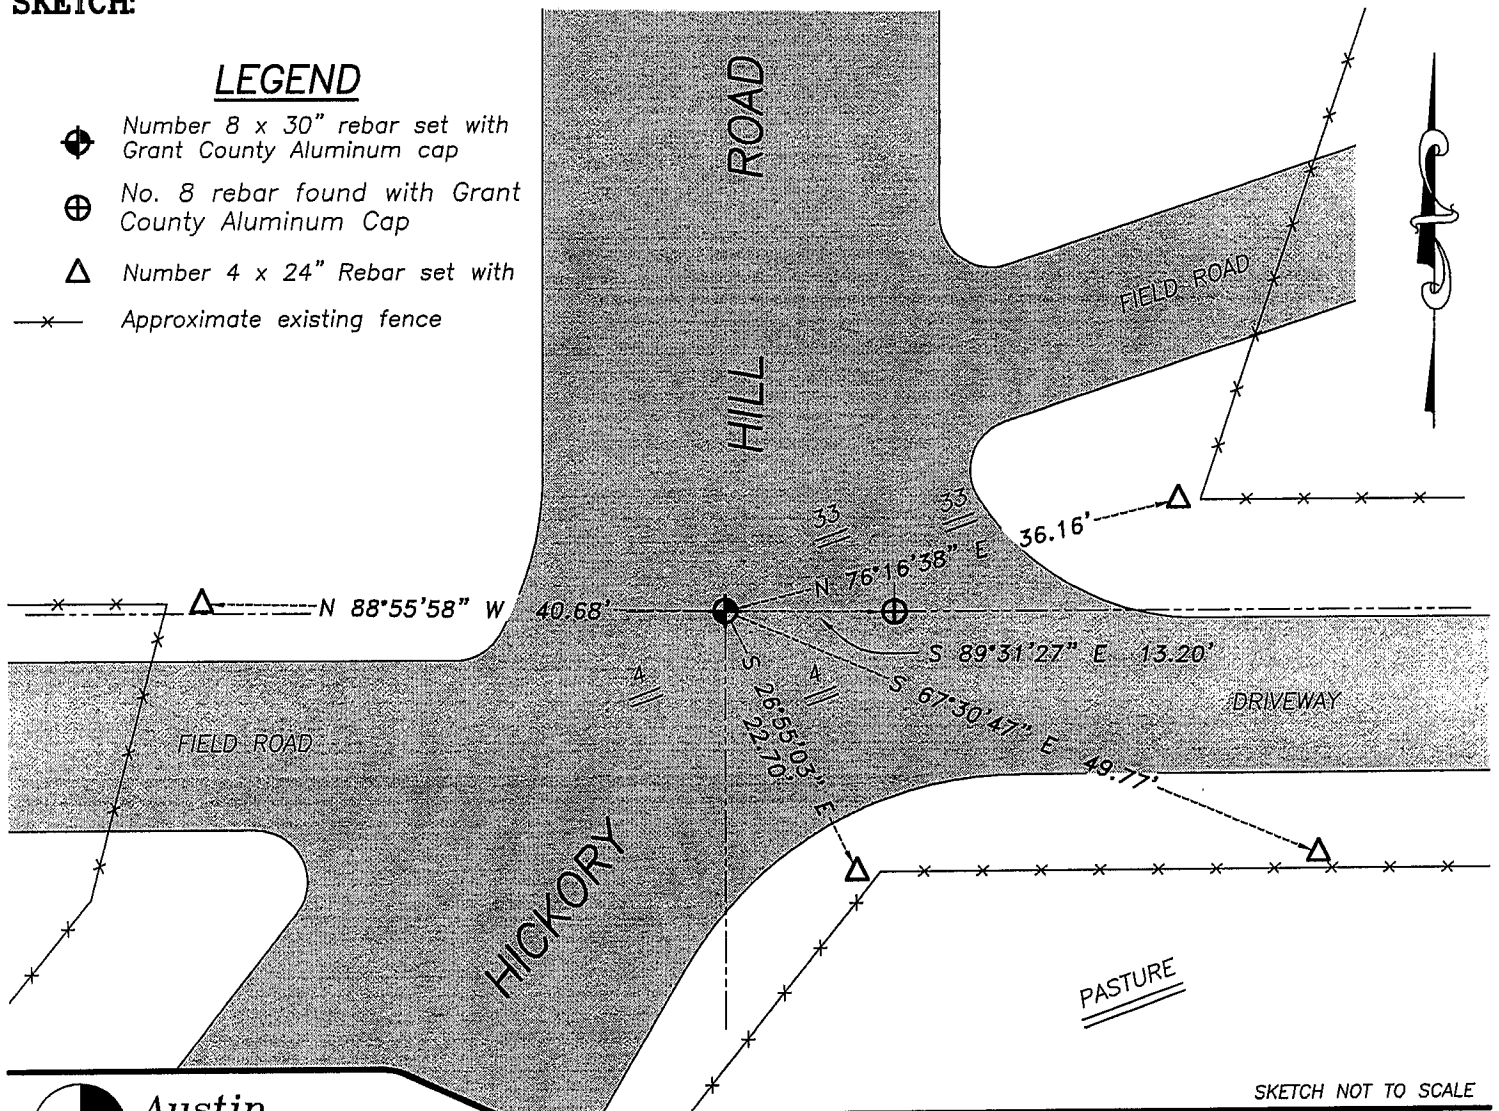 SKETCH:
LEGEND
Number 8 x 30" rebar set with
Grant County Aluminum cap
No. 8 rebar found with Grant
County Aluminum Cap
Number 4 x 24" Rebar set with
Approximate existing fence
ROAD
HILL
HICKORY
FIELD ROAD
33
33
N 76°16'38" E 36.16'
N 88°55'58" W 40.68'
S 89°31'27" E 13.20'
4
4
S 67°30'47" E 49.77'
S 26°55'03" E
22.70'
DRIVEWAY
FIELD ROAD
PASTURE
SKETCH NOT TO SCALE
Austin